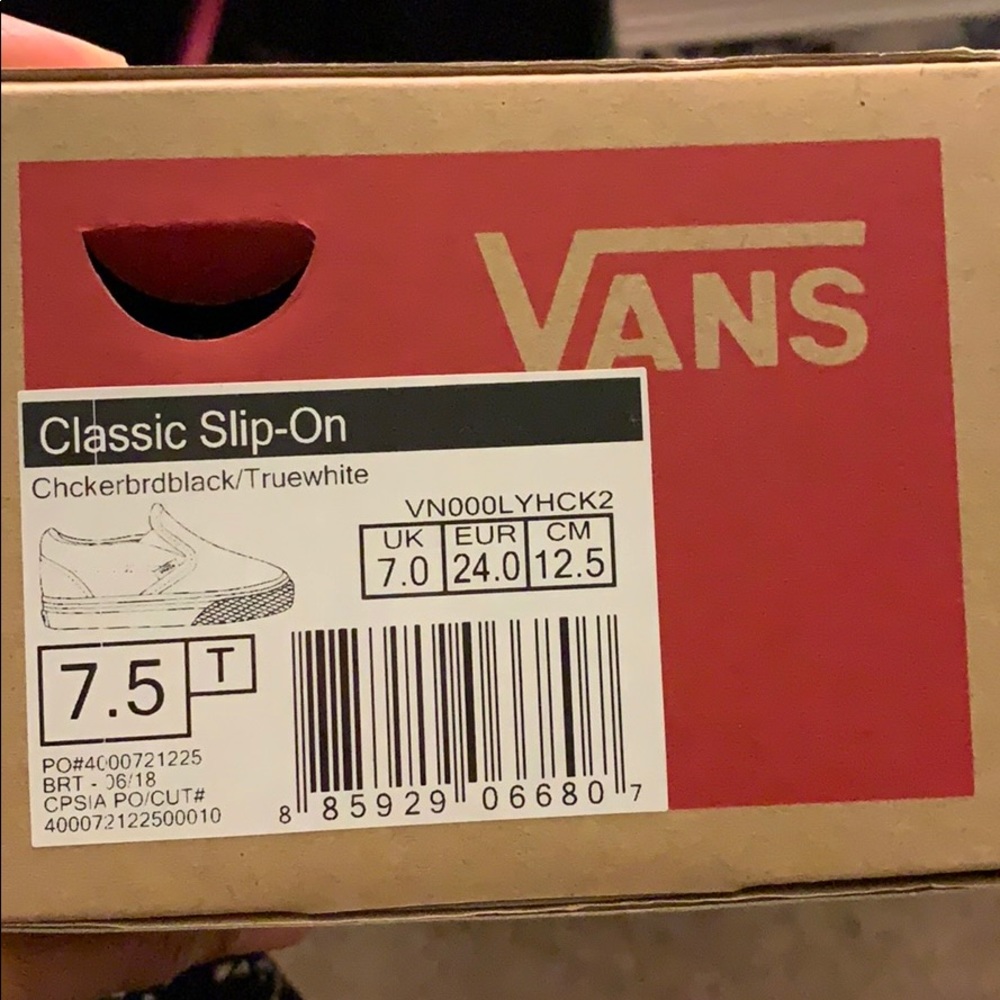 VANS
Classic Slip-On
Chckerbrdblack/Truewhite
VN000LYHCK2
UK EUR CM
7.0 24.0 12.5
7.5 T
PO#4000721225
BRT - 06/18
CPSIA PO/CUT#
400072122500010
8 85929 06680 7